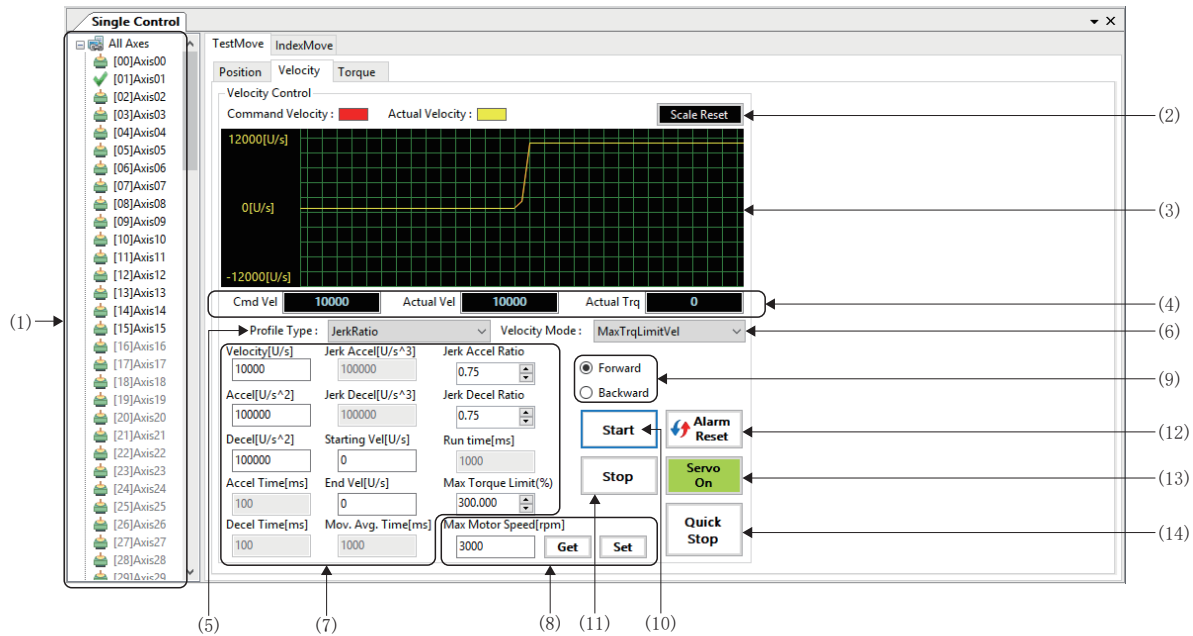 Single Control
All Axes
[00]Axis00
[01]Axis01
[02]Axis02
[03]Axis03
[04]Axis04
[05]Axis05
[06]Axis06
[07]Axis07
[08]Axis08
[09]Axis09
[10]Axis10
[11]Axis11
[12]Axis12
[13]Axis13
[14]Axis14
[15]Axis15
[16]Axis16
[17]Axis17
[18]Axis18
[19]Axis19
[20]Axis20
[21]Axis21
[22]Axis22
[23]Axis23
[24]Axis24
[25]Axis25
[26]Axis26
[27]Axis27
[28]Axis28
[29]Axis29
(1)
TestMove IndexMove
Position Velocity Torque
Velocity Control
Command Velocity : Actual Velocity : Scale Reset (2)
12000[U/s]
0[U/s] (3)
-12000[U/s]
Cmd Vel 10000 Actual Vel 10000 Actual Trq 0 (4)
Profile Type : JerkRatio Velocity Mode : MaxTrqLimitVel (6)
Velocity[U/s] Jerk Accel[U/s^3] Jerk Accel Ratio
10000 100000 0.75
Forward
(9)
Backward
Accel[U/s^2] Jerk Decel[U/s^3] Jerk Decel Ratio
100000 100000 0.75
Start Alarm Reset (12)
Decel[U/s^2] Starting Vel[U/s] Run time[ms]
100000 0 1000
Stop Servo On (13)
Accel Time[ms] End Vel[U/s] Max Torque Limit(%)
100 0 300.000
Decel Time[ms] Mov. Avg. Time[ms] Max Motor Speed[rpm]
100 1000 3000 Get Set
Quick Stop (14)
(5) (7) (8) (11) (10)